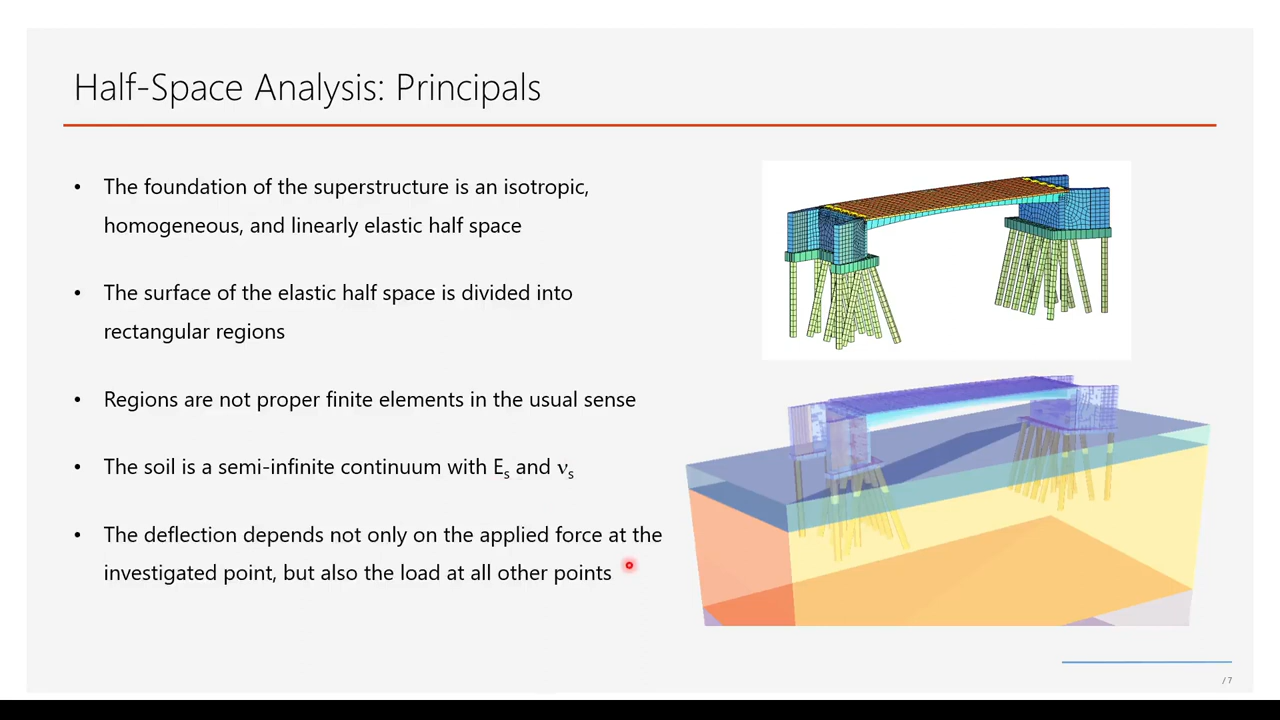 Half-Space Analysis: Principals
• The foundation of the superstructure is an isotropic,
homogeneous, and linearly elastic half space
• The surface of the elastic half space is divided into
rectangular regions
• Regions are not proper finite elements in the usual sense
• The soil is a semi-infinite continuum with Es and νs
• The deflection depends not only on the applied force at the
investigated point, but also the load at all other points
/ 7